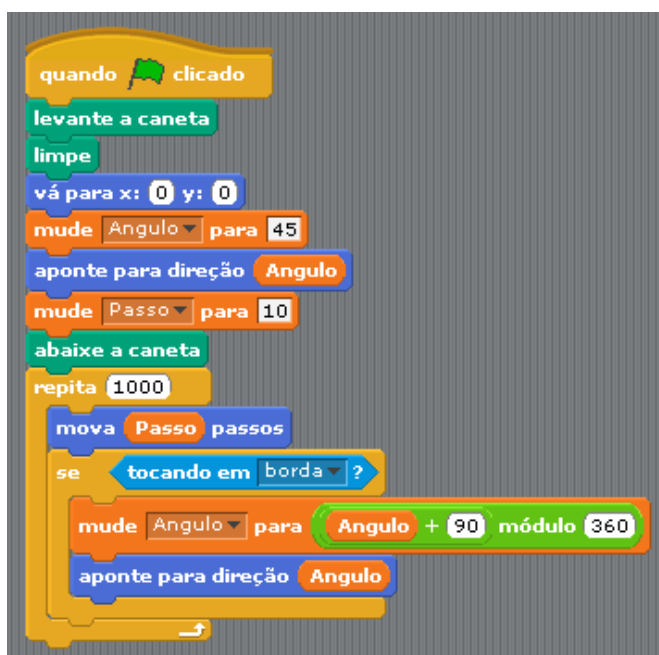 quando clicado
levante a caneta
limpe
vá para x: 0 y: 0
mude Angulo para 45
aponte para direção Angulo
mude Passo para 10
abaixe a caneta
repita 1000
mova Passo passos
se tocando em borda ?
mude Angulo para Angulo + 90 módulo 360
aponte para direção Angulo